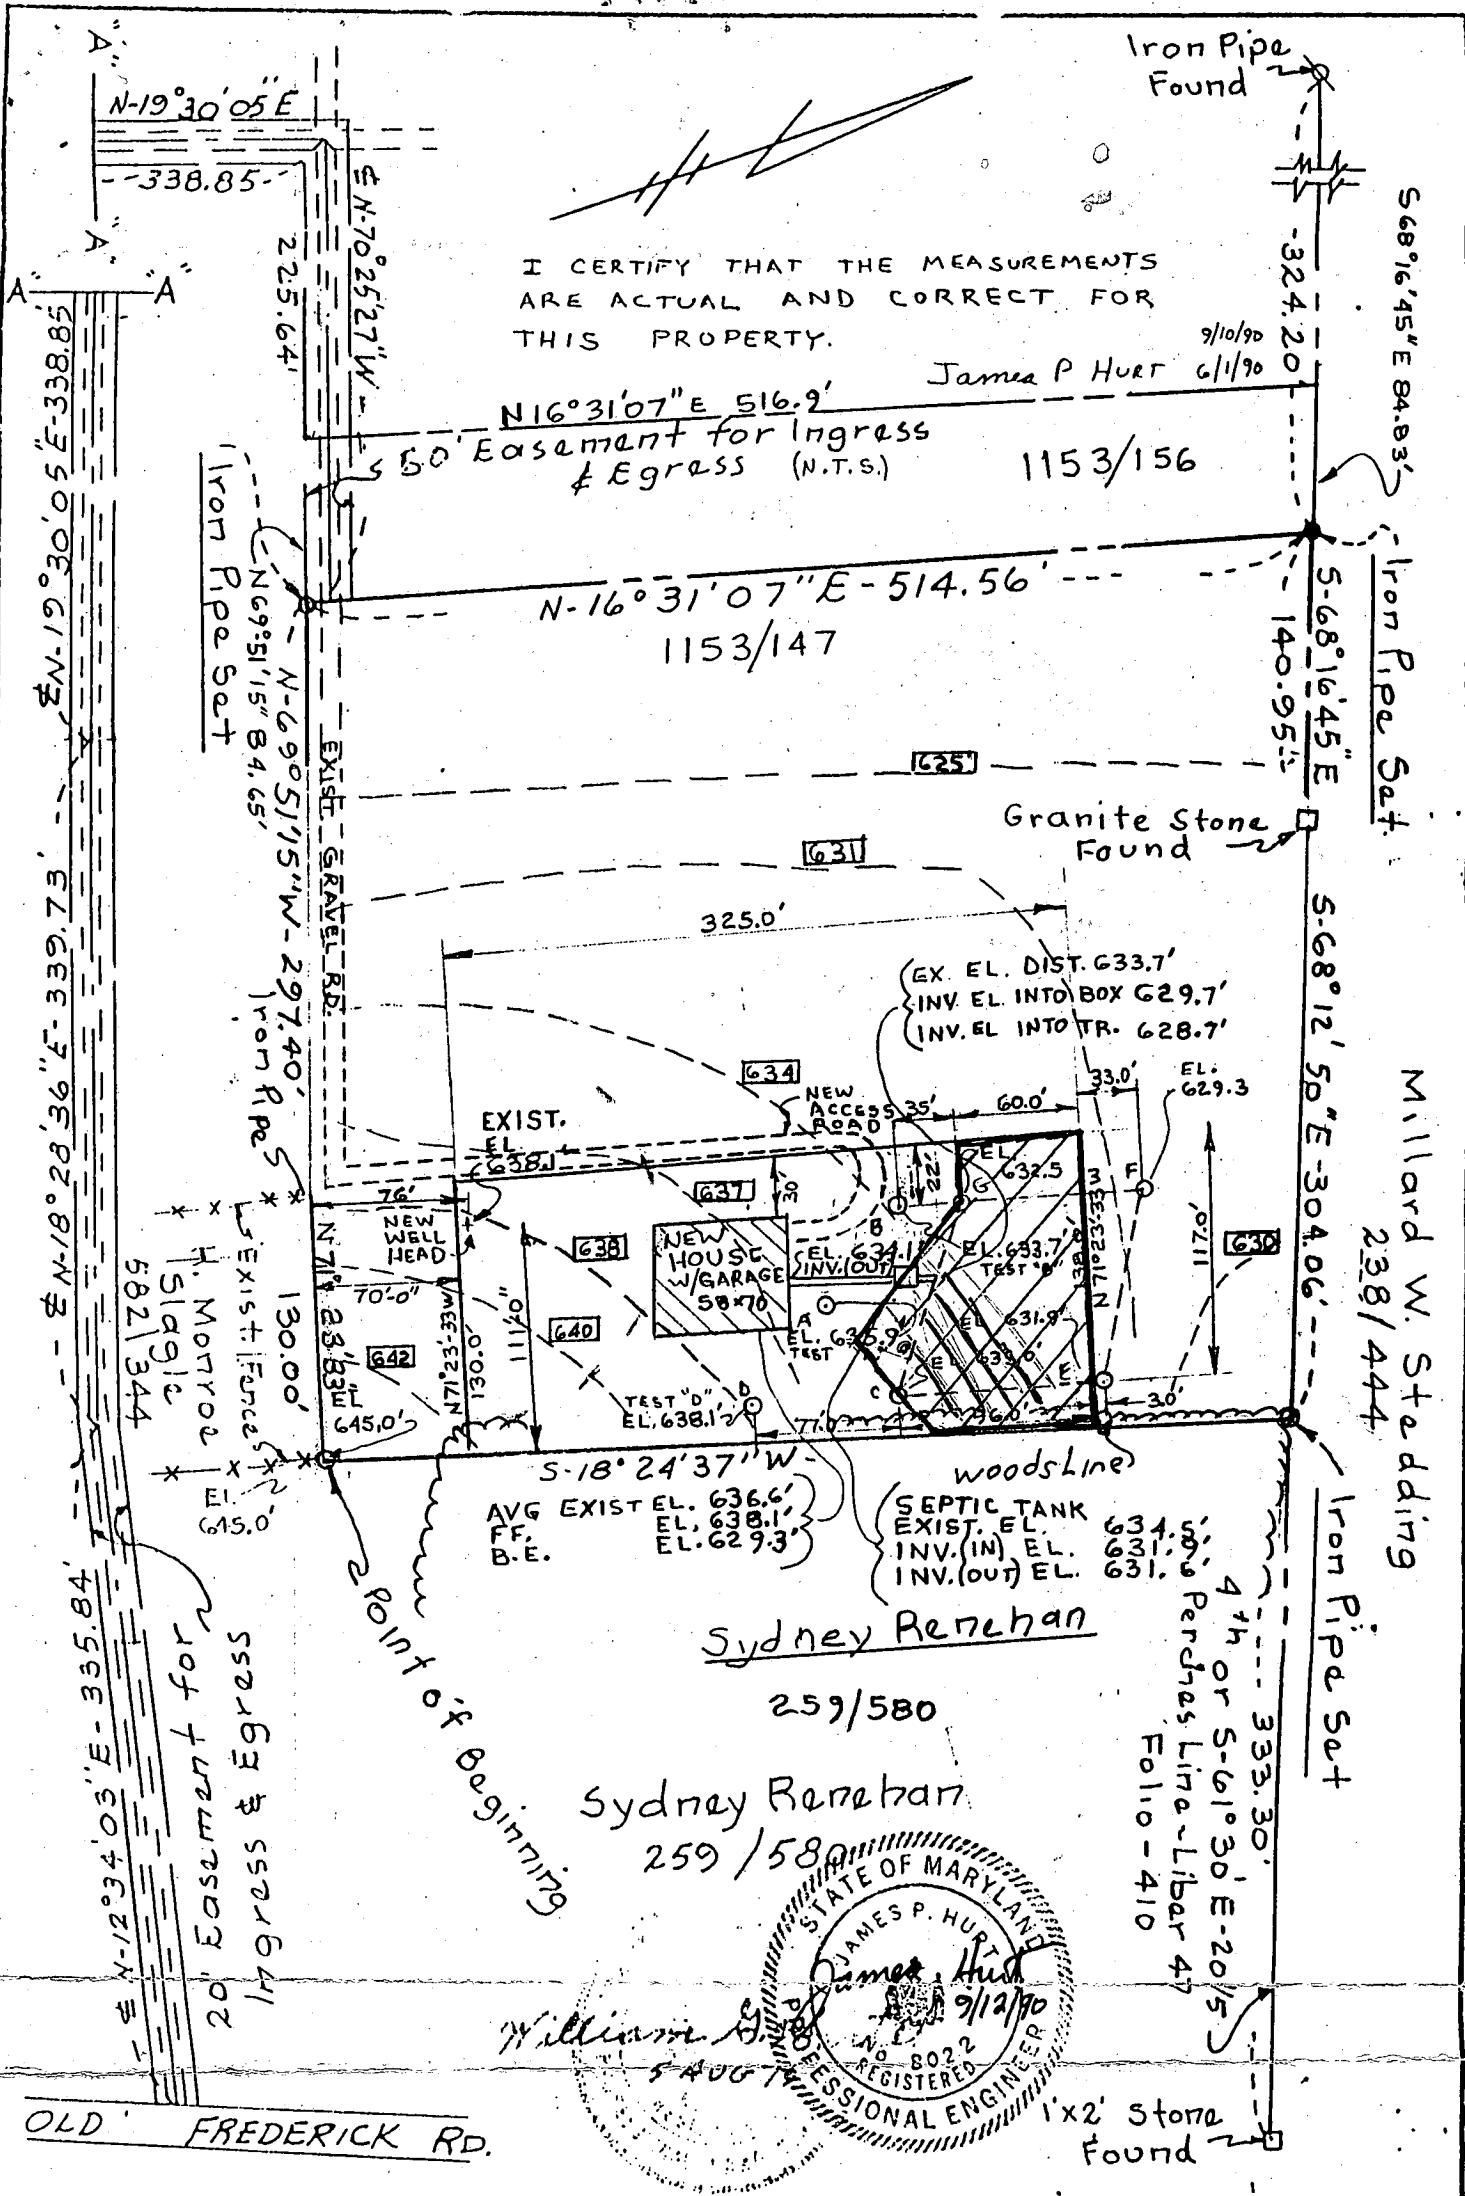 Iron Pipe
Found
"A"
N-19°30'05"E
338.85
"A"
℄ N-70°25'27"W
225.64'
S68°16'45"E 84.83'
-324.20'
I CERTIFY THAT THE MEASUREMENTS
ARE ACTUAL AND CORRECT FOR
THIS PROPERTY.
9/10/90
James P Hurt 6/1/90
"A" "A"
N16°31'07"E 516.9'
50' Easement for Ingress
& Egress (N.T.S.)
1153/156
Iron Pipe Set
N-16°31'07"E-514.56'
1153/147
Iron Pipe Set
N69°51'15" 84.65'
N-69°51'15"W-297.40'
EXIST GRAVEL RD.
S-68°16'45"E
140.95'
625
Granite Stone
Found
631
325.0'
S-68°12'50"E-304.06'
EX. EL. DIST. 633.7'
INV. EL INTO BOX 629.7'
INV. EL INTO TR. 628.7'
Millard W. Stedding
238/444
℄N-19°30'05"E-338.85'
℄N-18°28'36"E-339.73'
Iron Pipes
634
NEW
ACCESS
ROAD
35'
60.0'
33.0'
EL.
629.3
EXIST.
EL
638.1
76'
NEW
WELL
HEAD
70'-0"
637
30'
22'
B
G
EL
632.5
F
638
NEW
HOUSE
W/GARAGE
58x70
EL. 634.1
INV.(OUT)
EL. 633.7'
TEST "B"
N71°23'-33W
117.0'
630
N71°23'33"
130.00'
N71°23-33W
130.0'
640
642
EL
645.0'
A
EL. 635.9'
TEST
EL 631.9'
E
C
TEST "D"
EL. 638.1'
D
77.0
96.0'
30'
EXIST. Fences
H. Monroe
Slagle
582/344
El.
645.0'
S-18°24'37"W-
woodsLine
AVG EXIST EL. 636.6'
FF. EL. 638.1'
B.E. EL. 629.3'
SEPTIC TANK
EXIST. EL. 634.5'
INV.(IN) EL. 631.9'
INV.(OUT) EL. 631.6'
Iron Pipe Set
Point of Beginning
Sydney Renehan
259/580
333.30'
4th or S-61°30'E-20/5
Perches Line-Liber 47
Folio-410
℄ N-12°34'03"E-335.84'
20' Easement for
Ingress & Egress
Sydney Renehan
259/580
STATE OF MARYLAND
JAMES P. HURT
James Hurt
9/12/90
NO. 8022
REGISTERED
PROFESSIONAL ENGINEER
William
5 AUG
1'x2' Stone
Found
OLD FREDERICK RD.